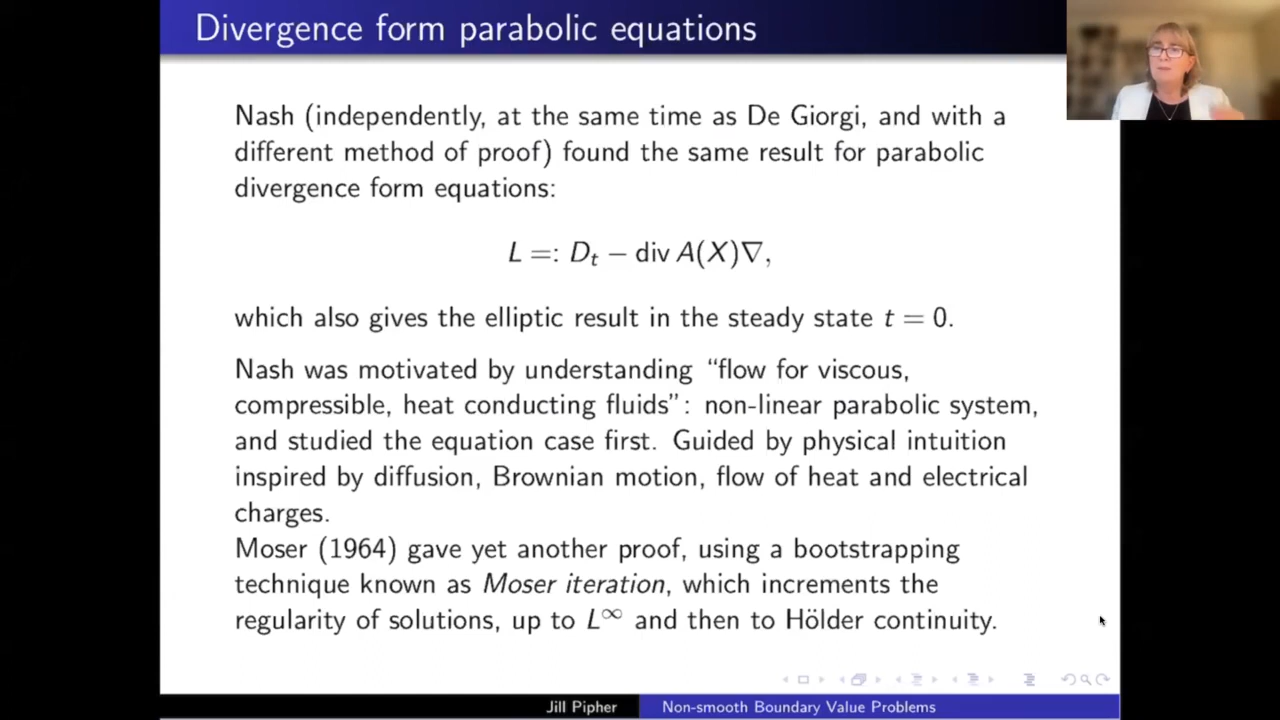 Divergence form parabolic equations
Nash (independently, at the same time as De Giorgi, and with a
different method of proof) found the same result for parabolic
divergence form equations:
L =: D_t − div A(X)∇,
which also gives the elliptic result in the steady state t = 0.
Nash was motivated by understanding “flow for viscous,
compressible, heat conducting fluids”: non-linear parabolic system,
and studied the equation case first. Guided by physical intuition
inspired by diffusion, Brownian motion, flow of heat and electrical
charges.
Moser (1964) gave yet another proof, using a bootstrapping
technique known as Moser iteration, which increments the
regularity of solutions, up to L^∞ and then to Hölder continuity.
Jill Pipher Non-smooth Boundary Value Problems